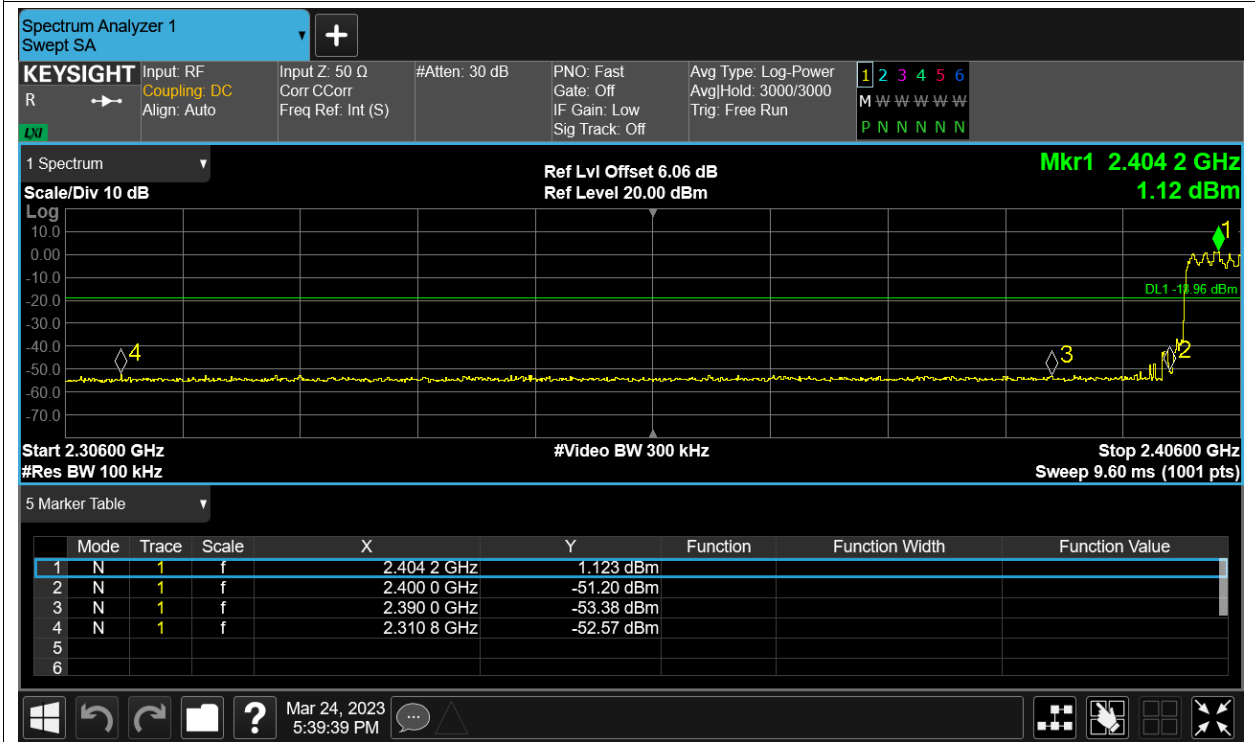 Spectrum Analyzer 1
Swept SA
+
KEYSIGHT Input: RF Input Z: 50 Ω #Atten: 30 dB PNO: Fast Avg Type: Log-Power 1 2 3 4 5 6
R Coupling: DC Corr CCorr Gate: Off Avg|Hold: 3000/3000 M W W W W W
Align: Auto Freq Ref: Int (S) IF Gain: Low Trig: Free Run
LXI Sig Track: Off P N N N N N
1 Spectrum Ref Lvl Offset 6.06 dB Mkr1 2.404 2 GHz
Scale/Div 10 dB Ref Level 20.00 dBm 1.12 dBm
Log
10.0 1
0.00
-10.0
DL1 -18.96 dBm
-20.0
-30.0
-40.0 4 3 2
-50.0
-60.0
-70.0
Start 2.30600 GHz #Video BW 300 kHz Stop 2.40600 GHz
#Res BW 100 kHz Sweep 9.60 ms (1001 pts)
5 Marker Table
Mode Trace Scale X Y Function Function Width Function Value
1 N 1 f 2.404 2 GHz 1.123 dBm
2 N 1 f 2.400 0 GHz -51.20 dBm
3 N 1 f 2.390 0 GHz -53.38 dBm
4 N 1 f 2.310 8 GHz -52.57 dBm
5
6
? Mar 24, 2023
5:39:39 PM